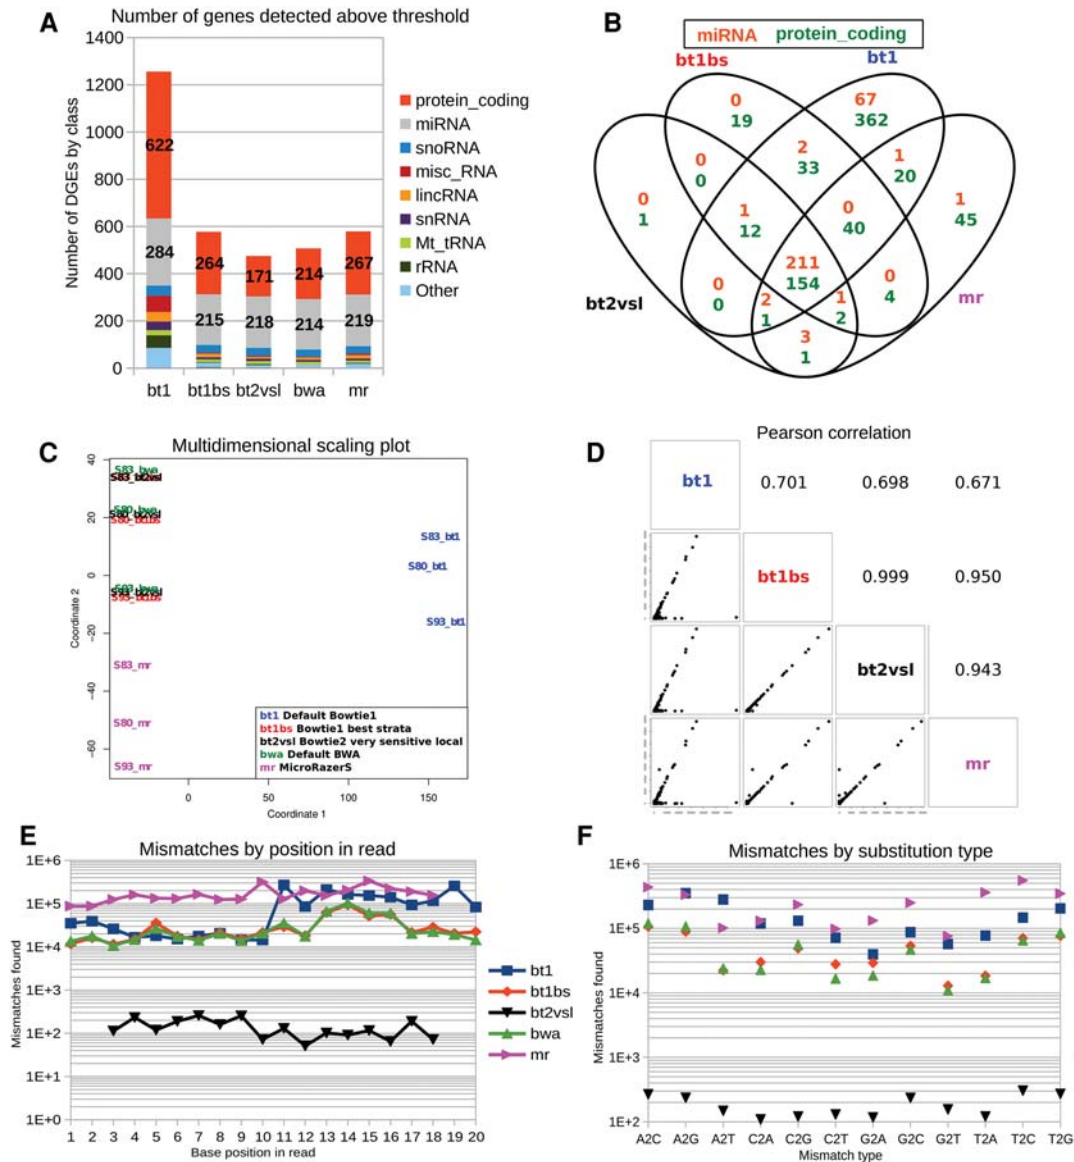 A
Number of genes detected above threshold
Number of DGEs by class
1400
1200
1000
800
600
400
200
0
622
284
264
215
171
218
214
214
267
219
bt1 bt1bs bt2vsl bwa mr
protein_coding
miRNA
snoRNA
misc_RNA
lincRNA
snRNA
Mt_tRNA
rRNA
Other
B
miRNA protein_coding
bt1bs bt1
bt2vsl mr
0
19
67
362
0
0
2
33
1
20
0
1
1
12
0
40
1
45
211
154
0
0
2
1
1
2
0
4
3
1
C
Multidimensional scaling plot
Coordinate 2
40
20
0
−20
−40
−60
S83_bwa
S83_bt2vsl
S80_bwa
S80_bt2vsl
S80_bt1bs
S93_bwa
S93_bt2vsl
S93_bt1bs
S83_mr
S80_mr
S93_mr
S83_bt1
S80_bt1
S93_bt1
bt1 Default Bowtie1
bt1bs Bowtie1 best strata
bt2vsl Bowtie2 very sensitive local
bwa Default BWA
mr MicroRazerS
0 50 100 150
Coordinate 1
D
Pearson correlation
bt1 0.701 0.698 0.671
bt1bs 0.999 0.950
bt2vsl 0.943
mr
E
Mismatches by position in read
Mismatches found
1E+6
1E+5
1E+4
1E+3
1E+2
1E+1
1E+0
1 2 3 4 5 6 7 8 9 10 11 12 13 14 15 16 17 18 19 20
Base position in read
bt1
bt1bs
bt2vsl
bwa
mr
F
Mismatches by substitution type
Mismatches found
1E+6
1E+5
1E+4
1E+3
1E+2
A2C A2G A2T C2A C2G C2T G2A G2C G2T T2A T2C T2G
Mismatch type